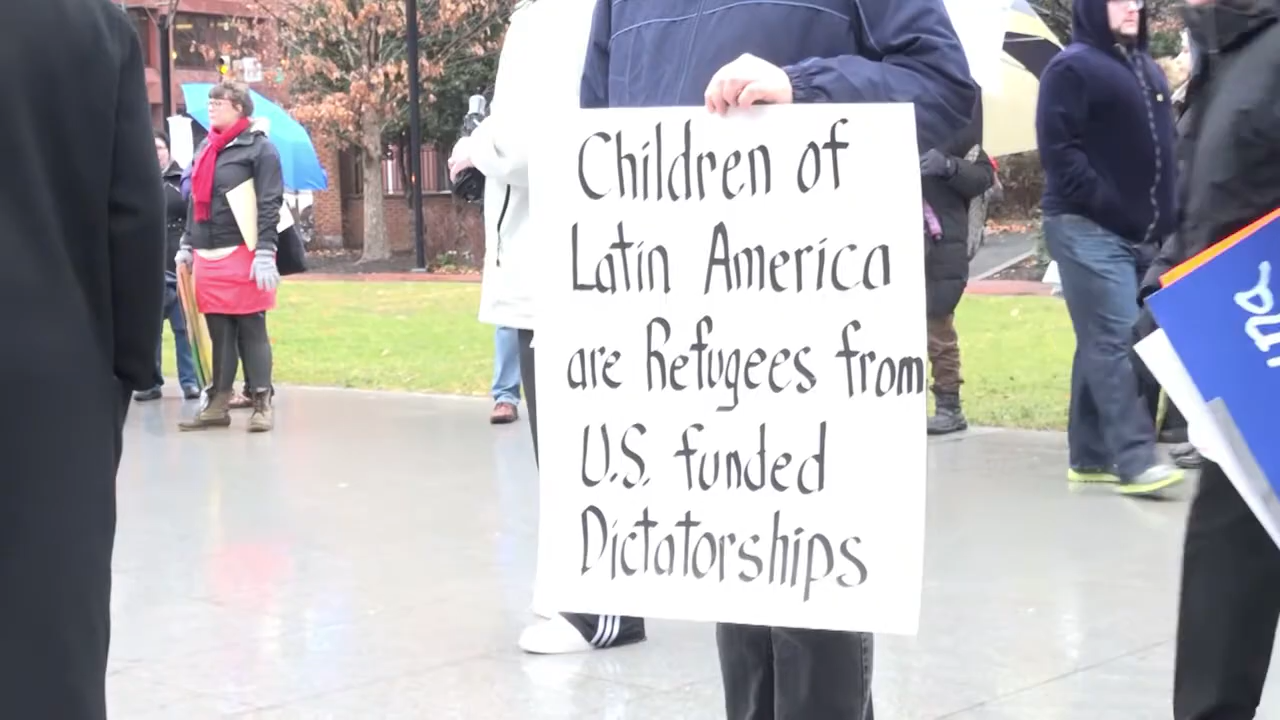 Children of
Latin America
are Refugees from
U.S. funded
Dictatorships